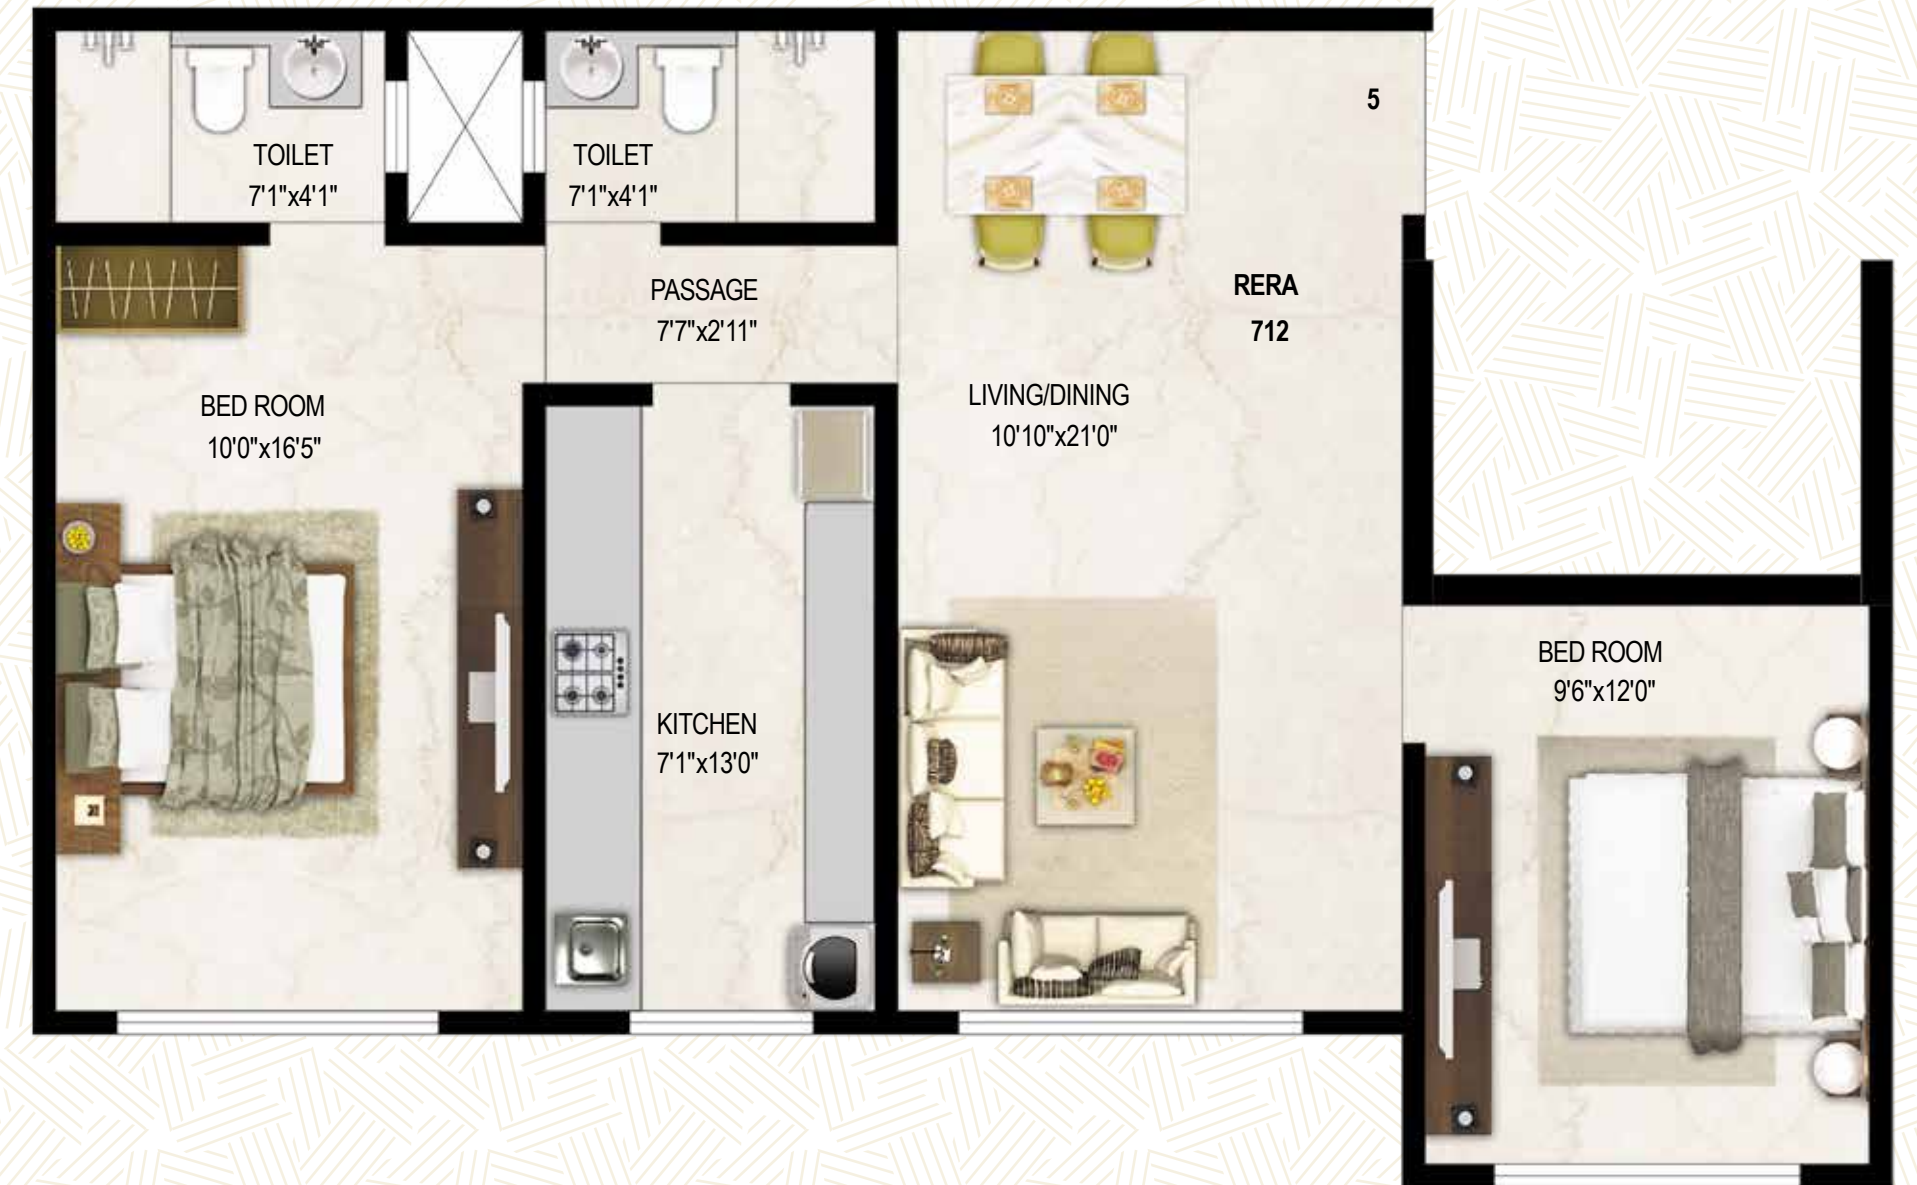 TOILET
7'1"x4'1"
TOILET
7'1"x4'1"
5
PASSAGE
7'7"x2'11"
RERA
712
BED ROOM
10'0"x16'5"
LIVING/DINING
10'10"x21'0"
BED ROOM
9'6"x12'0"
KITCHEN
7'1"x13'0"